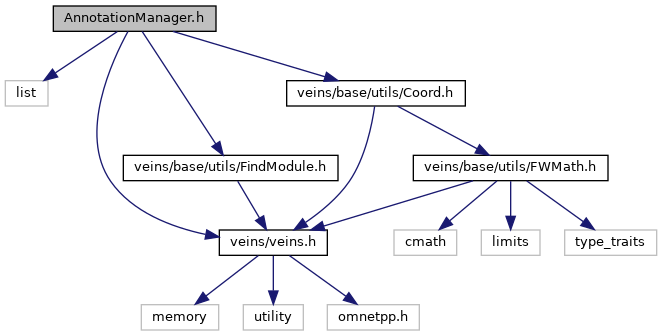 AnnotationManager.h
list
veins/base/utils/Coord.h
veins/base/utils/FindModule.h
veins/base/utils/FWMath.h
veins/veins.h
cmath
limits
type_traits
memory
utility
omnetpp.h